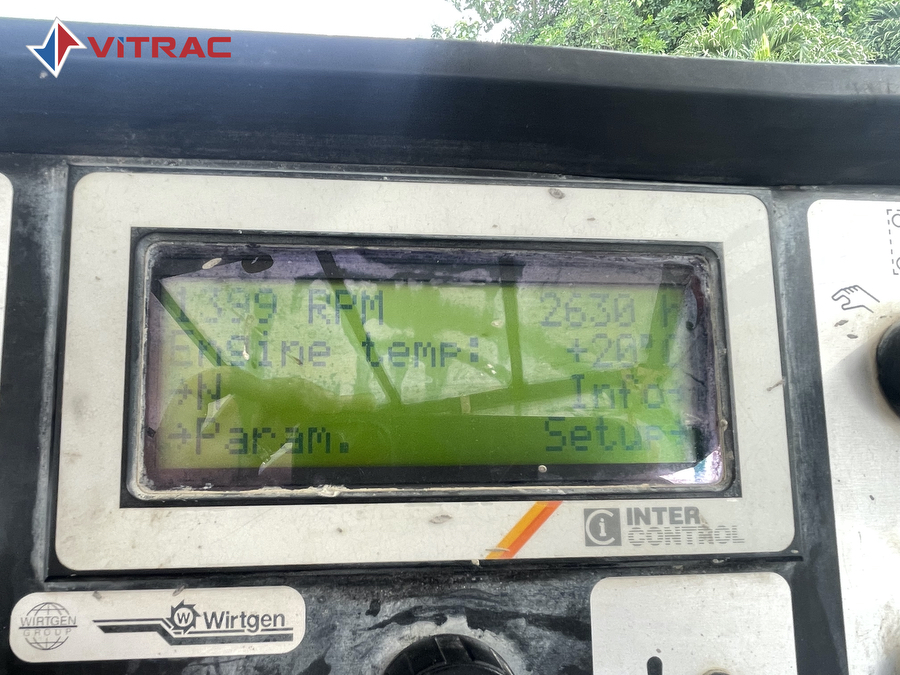 ViTRAC
1399 RPM 2630 h
Engine temp: +20°C
→N Info→
→Param. Setup→
INTER
CONTROL
WIRTGEN
GROUP
W Wirtgen